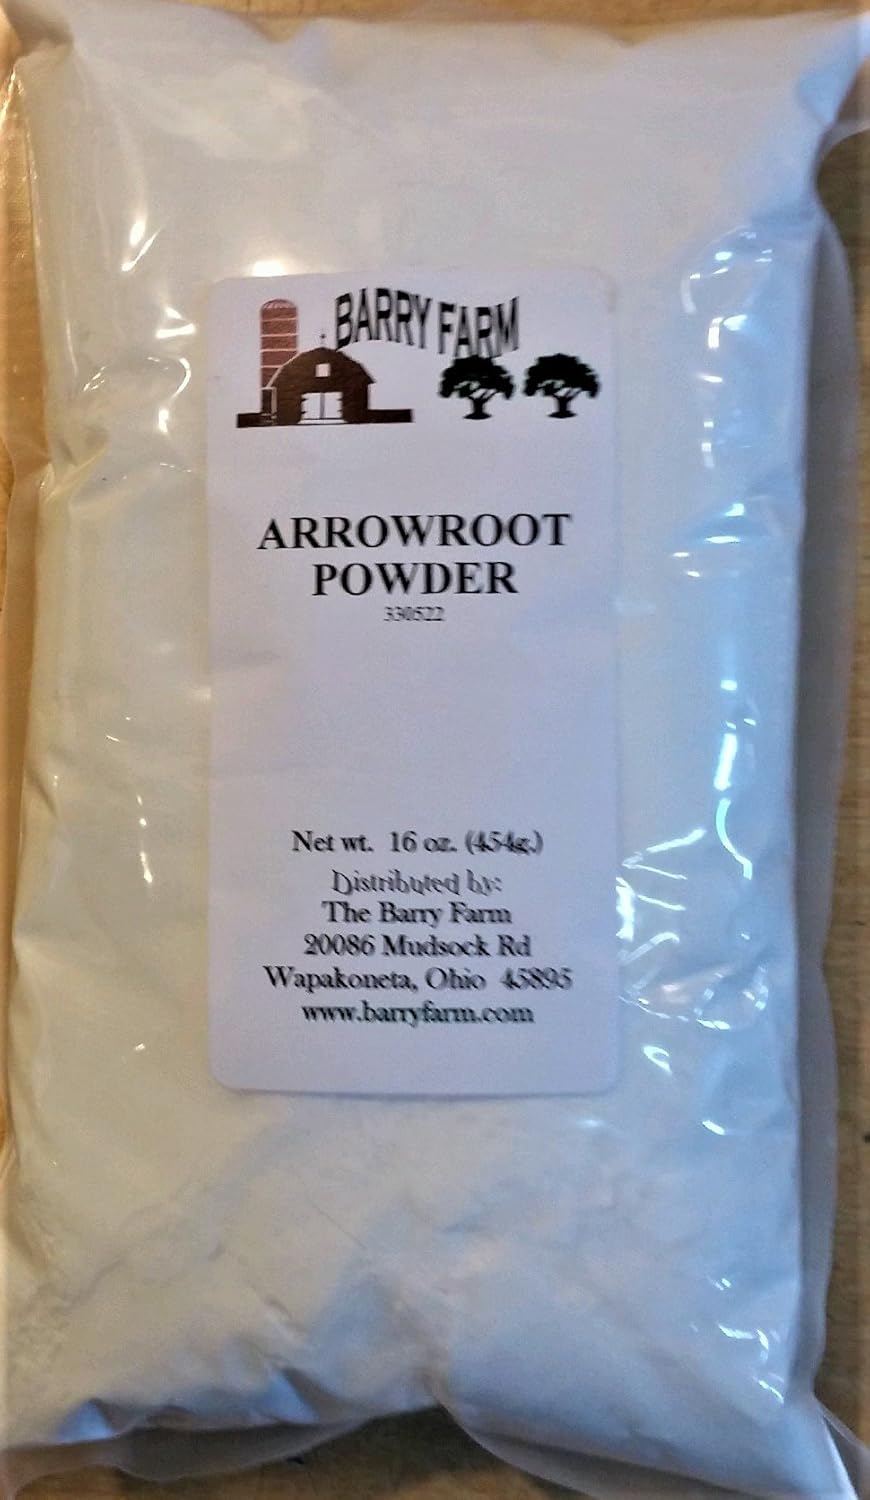 BARRY FARM
ARROWROOT
POWDER
330522
Net wt. 16 oz. (454g.)
Distributed by:
The Barry Farm
20086 Mudsock Rd
Wapakoneta, Ohio 45895
www.barryfarm.com